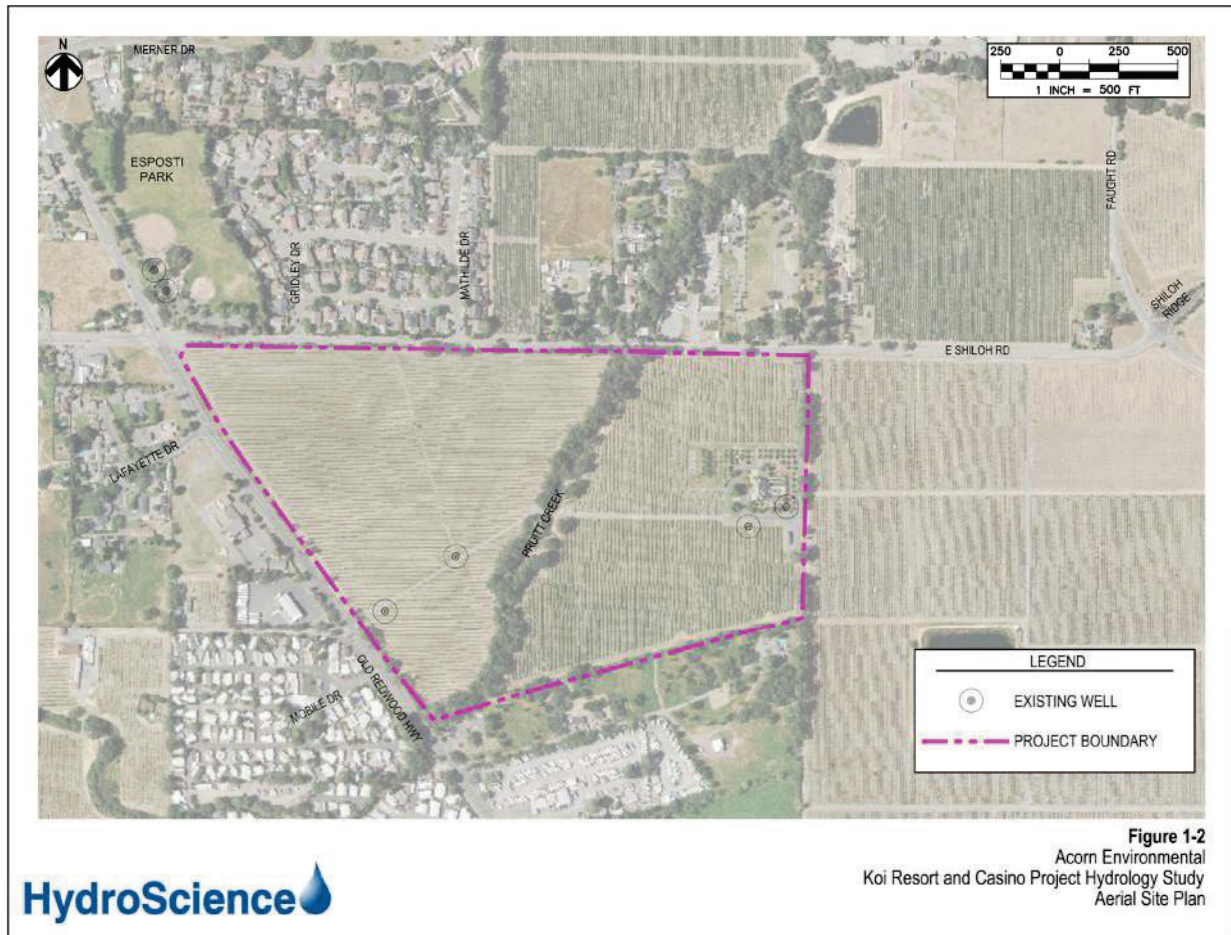 N
MERNER DR
250 0 250 500
1 INCH = 500 FT
ESPOSTI
PARK
FAUGHT RD
GRIDLEY DR
MATHILDE DR
SHILOH
RIDGE
E SHILOH RD
LAFAYETTE DR
PRUITT CREEK
OLD REDWOOD HWY
MOBILE DR
LEGEND
EXISTING WELL
PROJECT BOUNDARY
Figure 1-2
Acorn Environmental
Koi Resort and Casino Project Hydrology Study
Aerial Site Plan
HydroScience